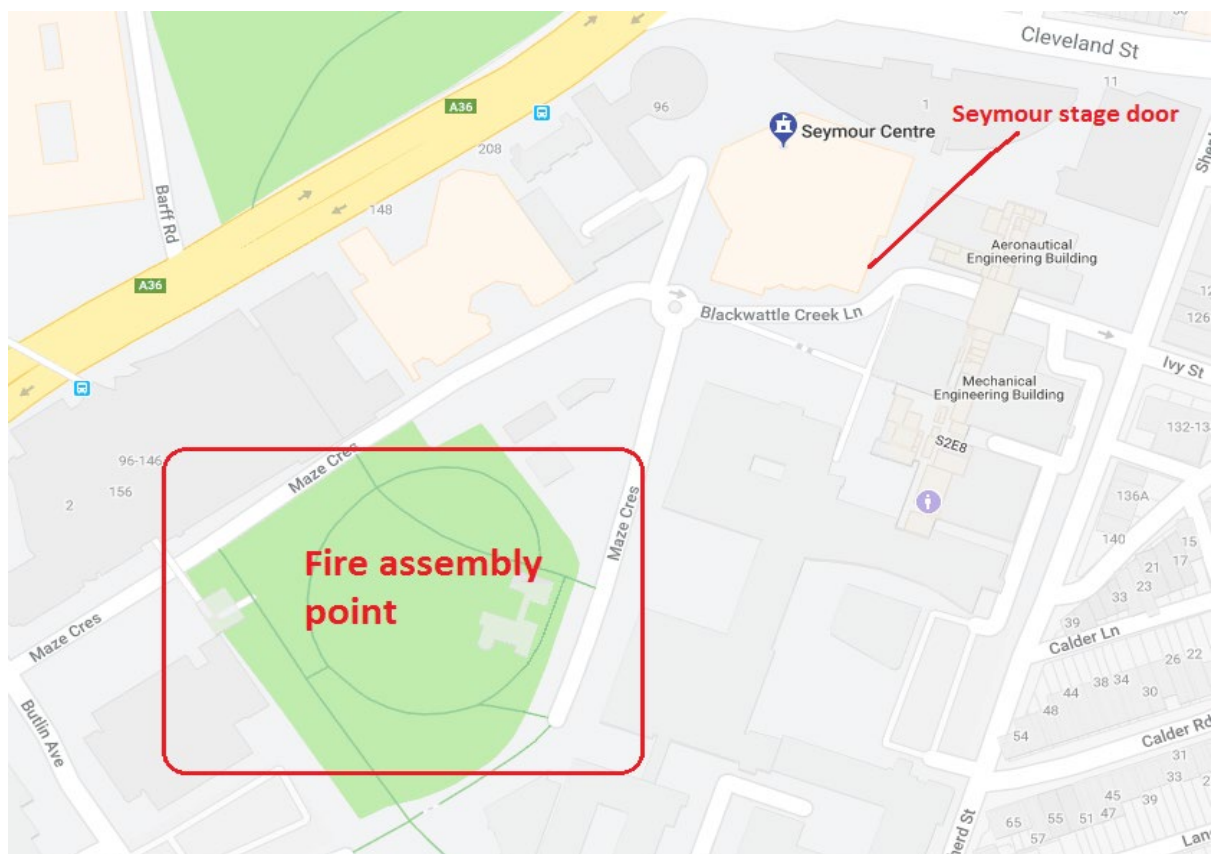 Cleveland St
11
A36
96
1
Seymour stage door
Seymour Centre
208
Barff Rd
148
Aeronautical
Engineering Building
A36
Blackwattle Creek Ln
126
Ivy St
Mechanical
Engineering Building
132-13
S2E8
96-146
Maze Cres
156
2
136A
Maze Cres
140
15
Fire assembly
point
21
17
23
33
39
Calder Ln
Maze Cres
26
22
38
34
44
30
48
54
Butlin Ave
Calder Rd
31
33
45
39
47
51
55
65
57